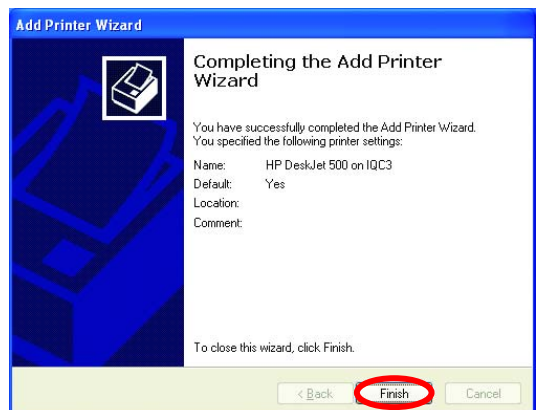 Add Printer Wizard
Completing the Add Printer
Wizard
You have successfully completed the Add Printer Wizard.
You specified the following printer settings:
Name: HP DeskJet 500 on IQC3
Default: Yes
Location:
Comment:
To close this wizard, click Finish.
< Back Finish Cancel